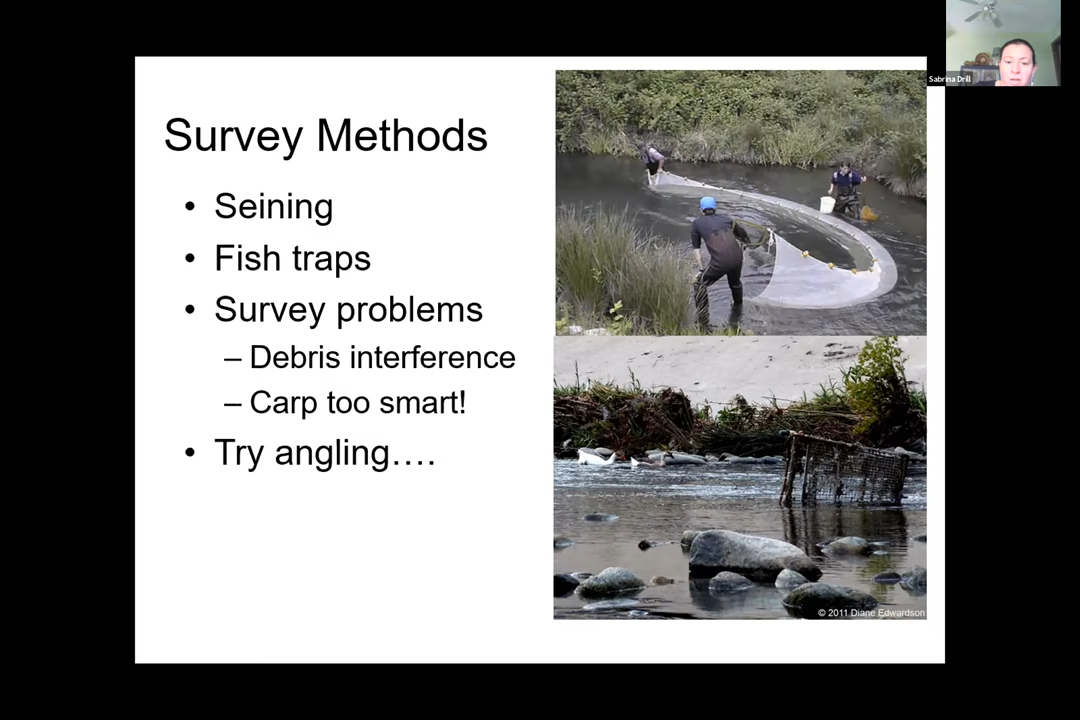 Survey Methods
• Seining
• Fish traps
• Survey problems
– Debris interference
– Carp too smart!
• Try angling….
© 2011 Diane Edwardson
Sabrina Drill